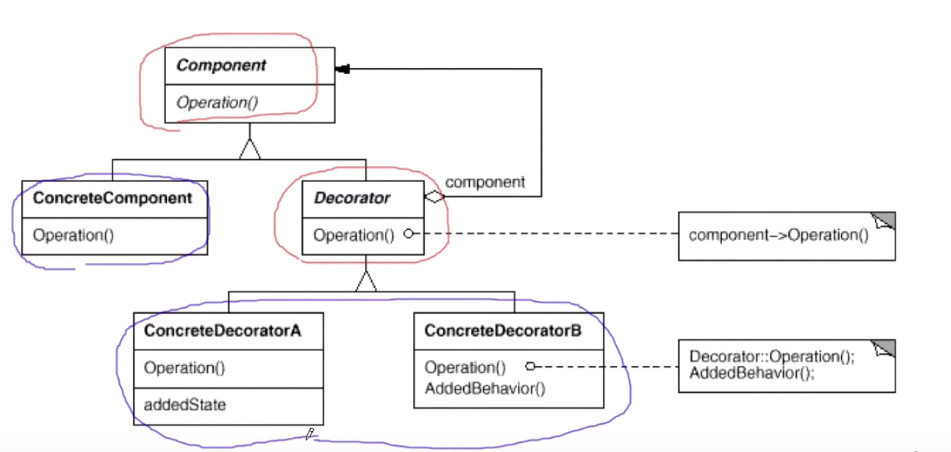 Component
Operation()
component
ConcreteComponent
Operation()
Decorator
Operation()
component->Operation()
ConcreteDecoratorA
Operation()
addedState
ConcreteDecoratorB
Operation()
AddedBehavior()
Decorator::Operation();
AddedBehavior();